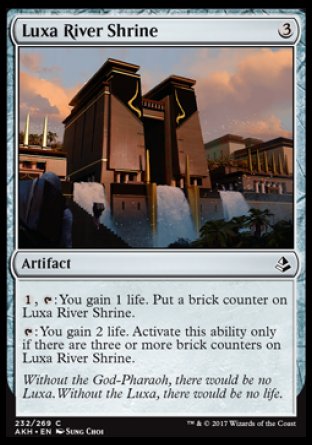 Luxa River Shrine 3
Artifact
1, :You gain 1 life. Put a brick counter on
Luxa River Shrine.
:You gain 2 life. Activate this ability only
if there are three or more brick counters on
Luxa River Shrine.
Without the God-Pharaoh, there would be no
Luxa.Without the Luxa, there would be no life.
232/269 C
AKH • EN Sung Choi
™ & © 2017 Wizards of the Coast